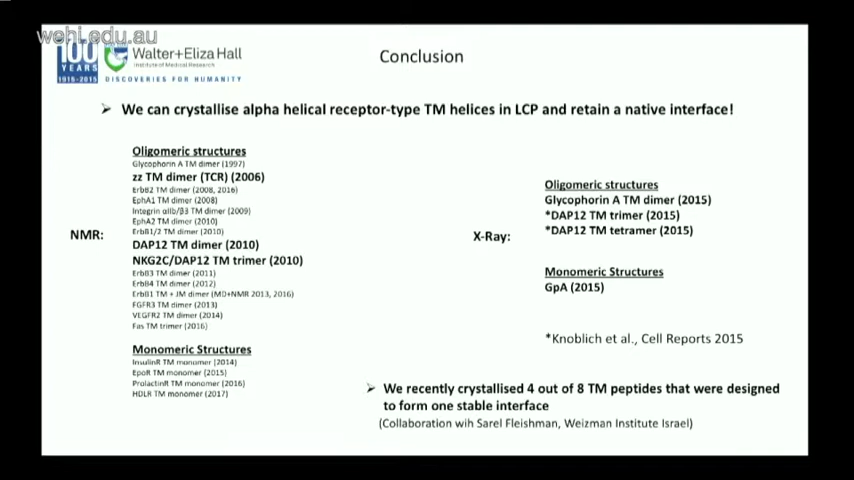 wehi.edu.au
100 YEARS
1915-2015
Walter+Eliza Hall
Institute of Medical Research
DISCOVERIES FOR HUMANITY
Conclusion
➢ We can crystallise alpha helical receptor-type TM helices in LCP and retain a native interface!
NMR:
Oligomeric structures
Glycophorin A TM dimer (1997)
zz TM dimer (TCR) (2006)
ErbB2 TM dimer (2008, 2016)
EphA1 TM dimer (2008)
Integrin αIIb/β3 TM dimer (2009)
EphA2 TM dimer (2010)
ErbB1/2 TM dimer (2010)
DAP12 TM dimer (2010)
NKG2C/DAP12 TM trimer (2010)
ErbB3 TM dimer (2011)
ErbB4 TM dimer (2012)
ErbB1 TM + JM dimer (MD+NMR 2013, 2016)
FGFR3 TM dimer (2013)
VEGFR2 TM dimer (2014)
Fas TM trimer (2016)
Monomeric Structures
InsulinR TM monomer (2014)
EpoR TM monomer (2015)
ProlactinR TM monomer (2016)
HDLR TM monomer (2017)
X-Ray:
Oligomeric structures
Glycophorin A TM dimer (2015)
*DAP12 TM trimer (2015)
*DAP12 TM tetramer (2015)
Monomeric Structures
GpA (2015)
*Knoblich et al., Cell Reports 2015
➢ We recently crystallised 4 out of 8 TM peptides that were designed
to form one stable interface
(Collaboration wih Sarel Fleishman, Weizman Institute Israel)